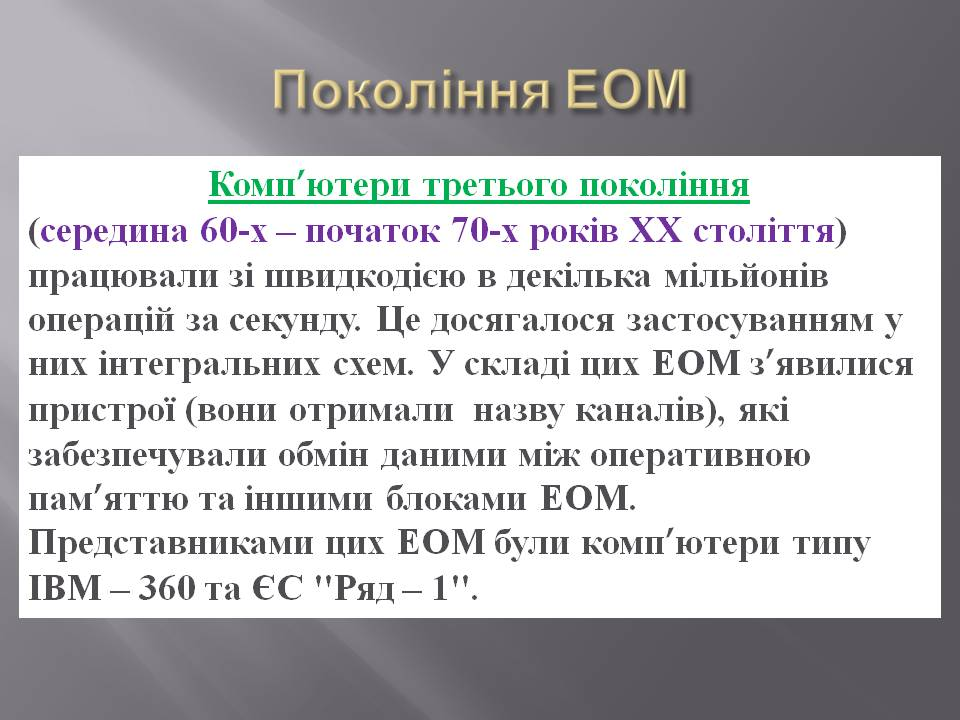 Покоління ЕОМ
Комп′ютери третього покоління
(середина 60-х – початок 70-х років XX століття)
працювали зі швидкодією в декілька мільйонів
операцій за секунду. Це досягалося застосуванням у
них інтегральних схем. У складі цих ЕОМ з′явилися
пристрої (вони отримали  назву каналів), які
забезпечували обмін даними між оперативною
пам′яттю та іншими блоками ЕОМ.
Представниками цих ЕОМ були комп′ютери типу
IBM – 360 та ЄС "Ряд – 1".